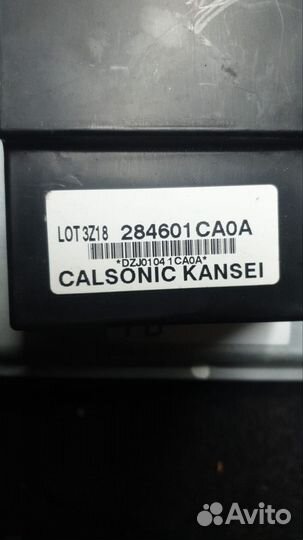 LOT 3Z18 284601CA0A
*DZJ01041CA0A*
CALSONIC KANSEI
Avito